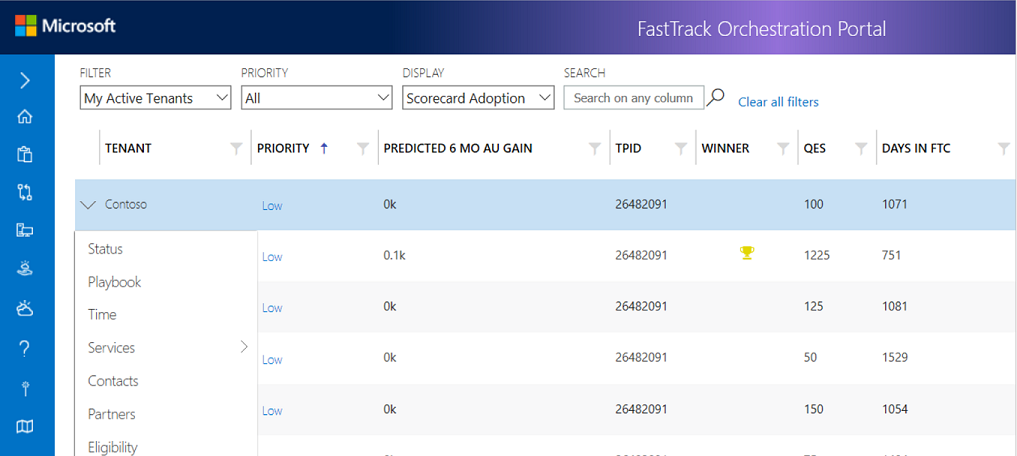 Microsoft
FastTrack Orchestration Portal
FILTER PRIORITY DISPLAY SEARCH
My Active Tenants All Scorecard Adoption Search on any column Clear all filters
TENANT PRIORITY ↑ PREDICTED 6 MO AU GAIN TPID WINNER QES DAYS IN FTC
Contoso Low 0k 26482091 100 1071
Status
Low 0.1k 26482091 1225 751
Playbook
Time Low 0k 26482091 125 1081
Services
Low 0k 26482091 50 1529
Contacts
Partners Low 0k 26482091 150 1054
Eligibility